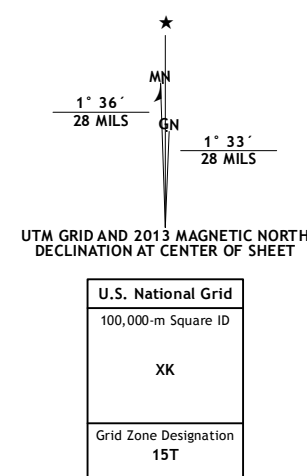 ★
MN
1° 36´
28 MILS
GN
1° 33´
28 MILS
UTM GRID AND 2013 MAGNETIC NORTH
DECLINATION AT CENTER OF SHEET
U.S. National Grid
100,000-m Square ID
XK
Grid Zone Designation
15T